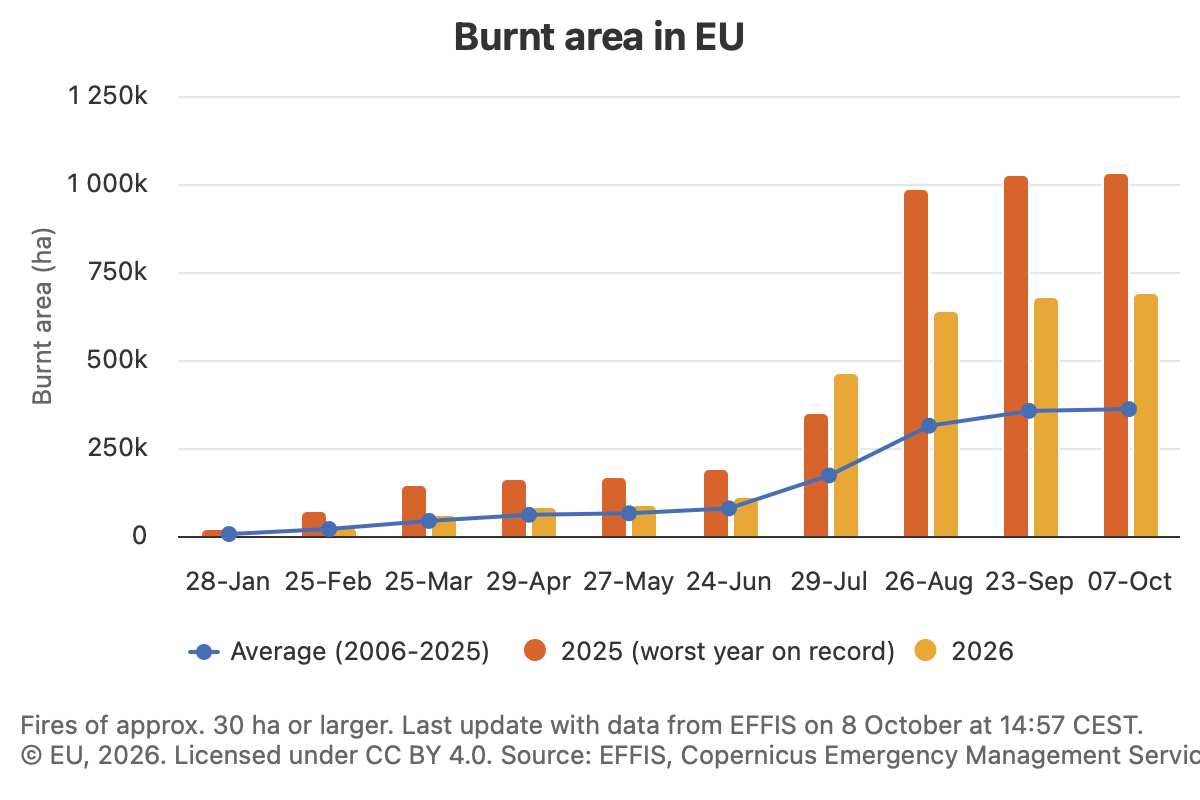 Burnt area in EU
1 250k
1 000k
750k
500k
250k
0
Burnt area (ha)
28-Jan 25-Feb 25-Mar 29-Apr 27-May 24-Jun 29-Jul 26-Aug 23-Sep 07-Oct
Average (2006-2025) 2025 (worst year on record) 2026
Fires of approx. 30 ha or larger. Last update with data from EFFIS on 8 October at 14:57 CEST.
© EU, 2026. Licensed under CC BY 4.0. Source: EFFIS, Copernicus Emergency Management Servic